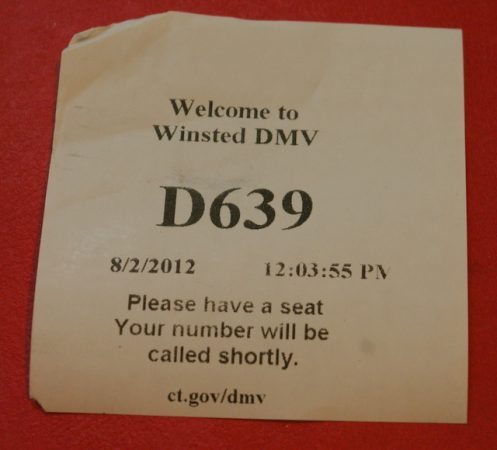 Welcome to
Winsted DMV
D639
8/2/2012 12:03:55 PM
Please have a seat
Your number will be
called shortly.
ct.gov/dmv